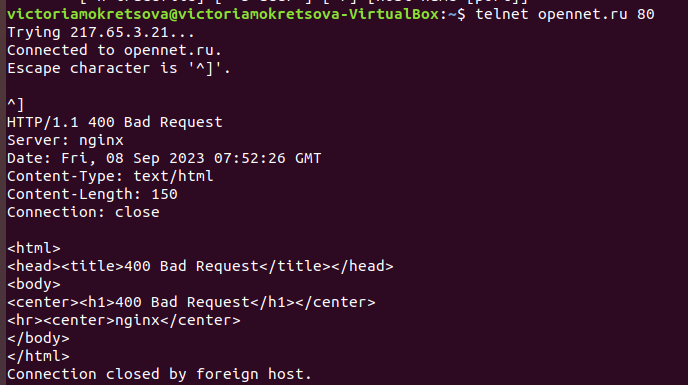 victoriamokretsova@victoriamokretsova-VirtualBox:~$ telnet opennet.ru 80
Trying 217.65.3.21...
Connected to opennet.ru.
Escape character is '^]'.
^]
HTTP/1.1 400 Bad Request
Server: nginx
Date: Fri, 08 Sep 2023 07:52:26 GMT
Content-Type: text/html
Content-Length: 150
Connection: close
<html>
<head><title>400 Bad Request</title></head>
<body>
<center><h1>400 Bad Request</h1></center>
<hr><center>nginx</center>
</body>
</html>
Connection closed by foreign host.